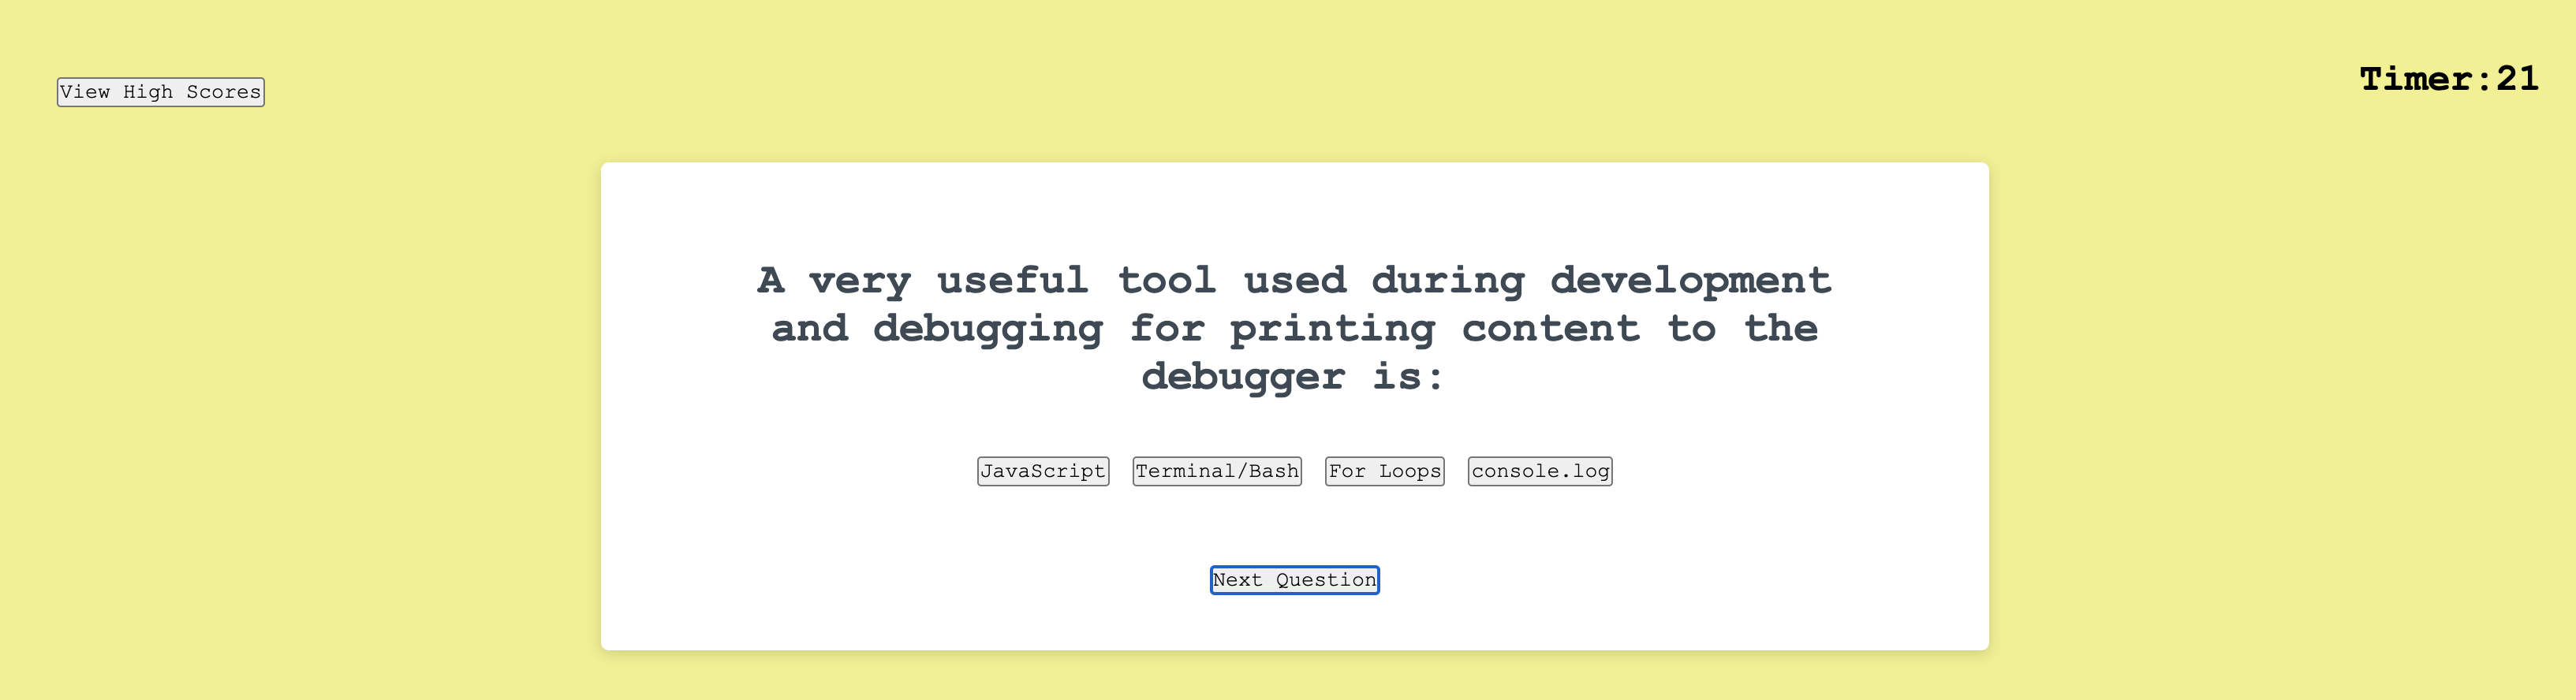 View High Scores
Timer:21
A very useful tool used during development
and debugging for printing content to the
debugger is:
JavaScript Terminal/Bash For Loops console.log
Next Question